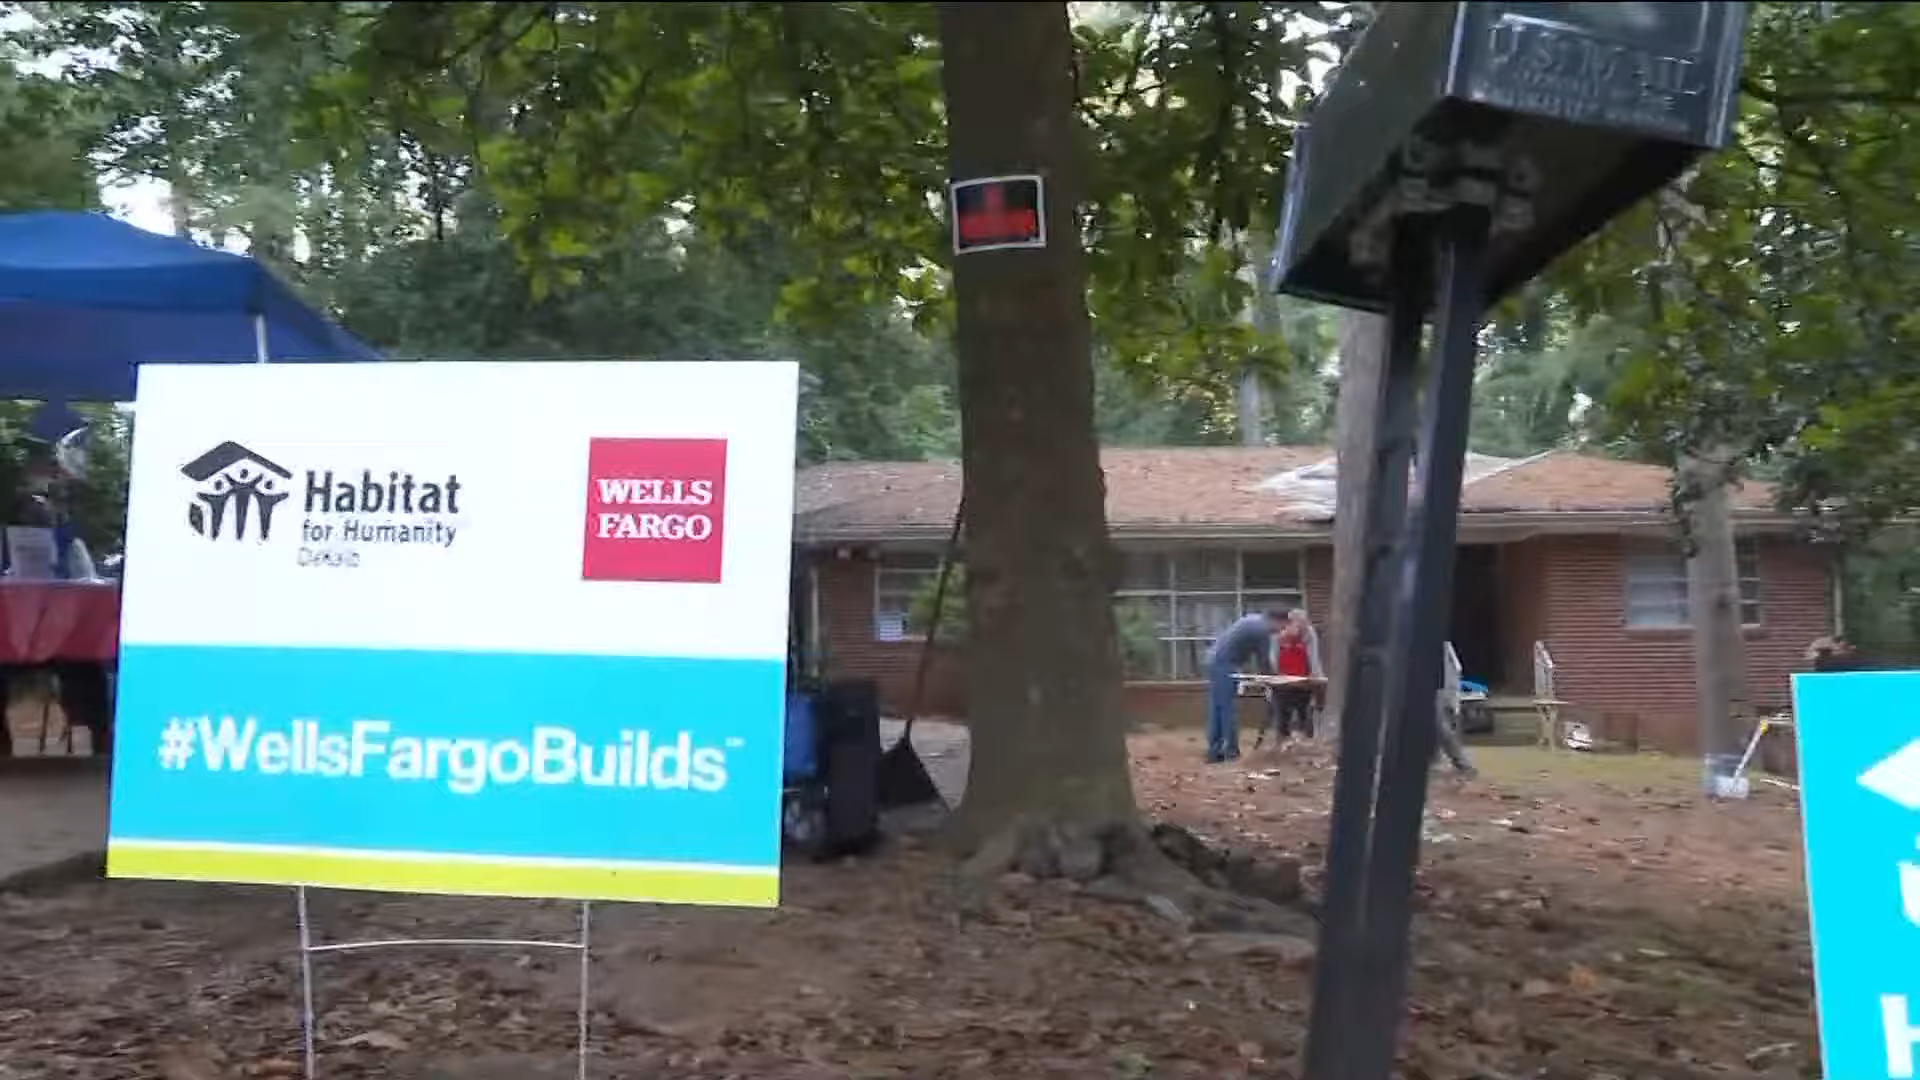 U.S. MAIL
Habitat
for Humanity
DeKalb
WELLS
FARGO
#WellsFargoBuilds